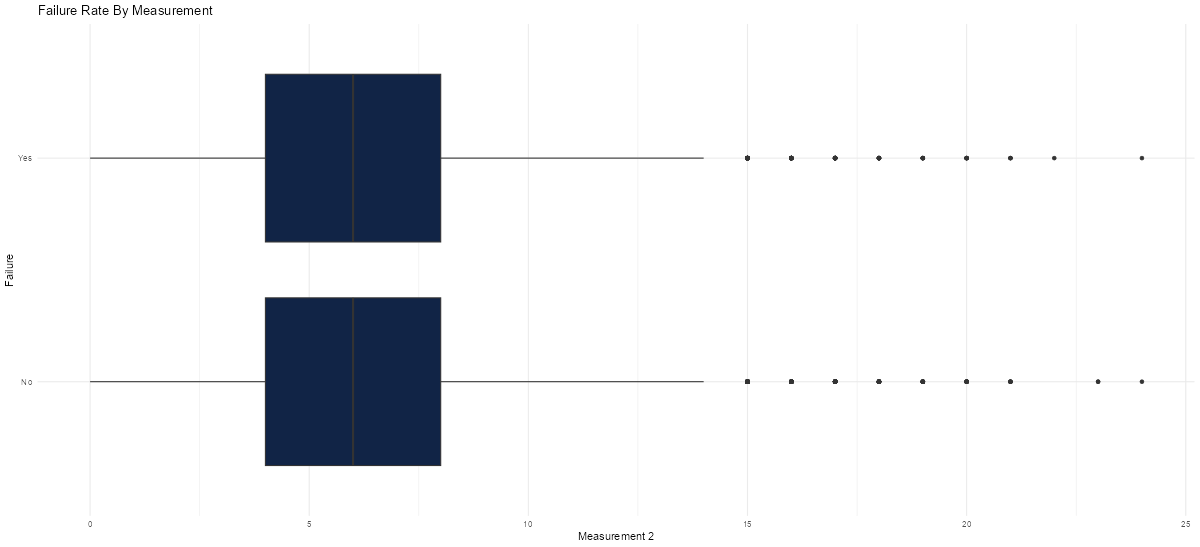 Failure Rate By Measurement
Yes
Failure
No
0 5 10 15 20 25
Measurement 2